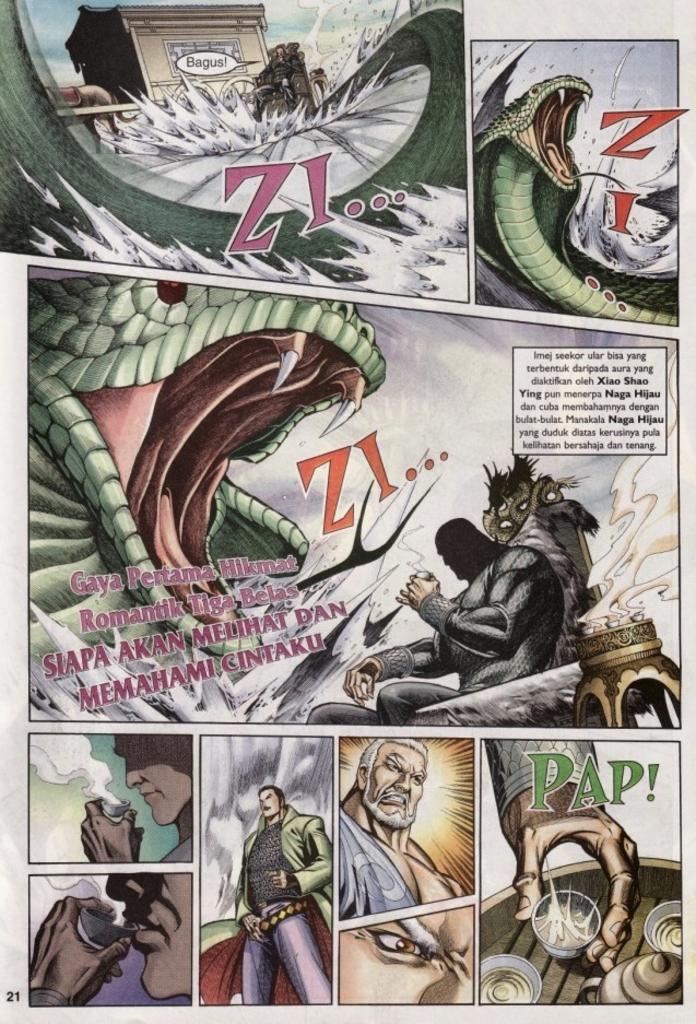 Bagus!
ZI...
ZI...
Imej seekor ular bisa yang
terbentuk daripada aura yang
diaktifkan oleh Xiao Shao
Ying pun menerpa Naga Hijau
dan cuba membahamnya dengan
bulat-bulat. Manakala Naga Hijau
yang duduk diatas kerusinya pula
kelihatan bersahaja dan tenang.
ZI...
Gaya Pertama Hikmat
Romantik Tiga Belas
SIAPA AKAN MELIHAT DAN
MEMAHAMI CINTAKU
PAP!
21